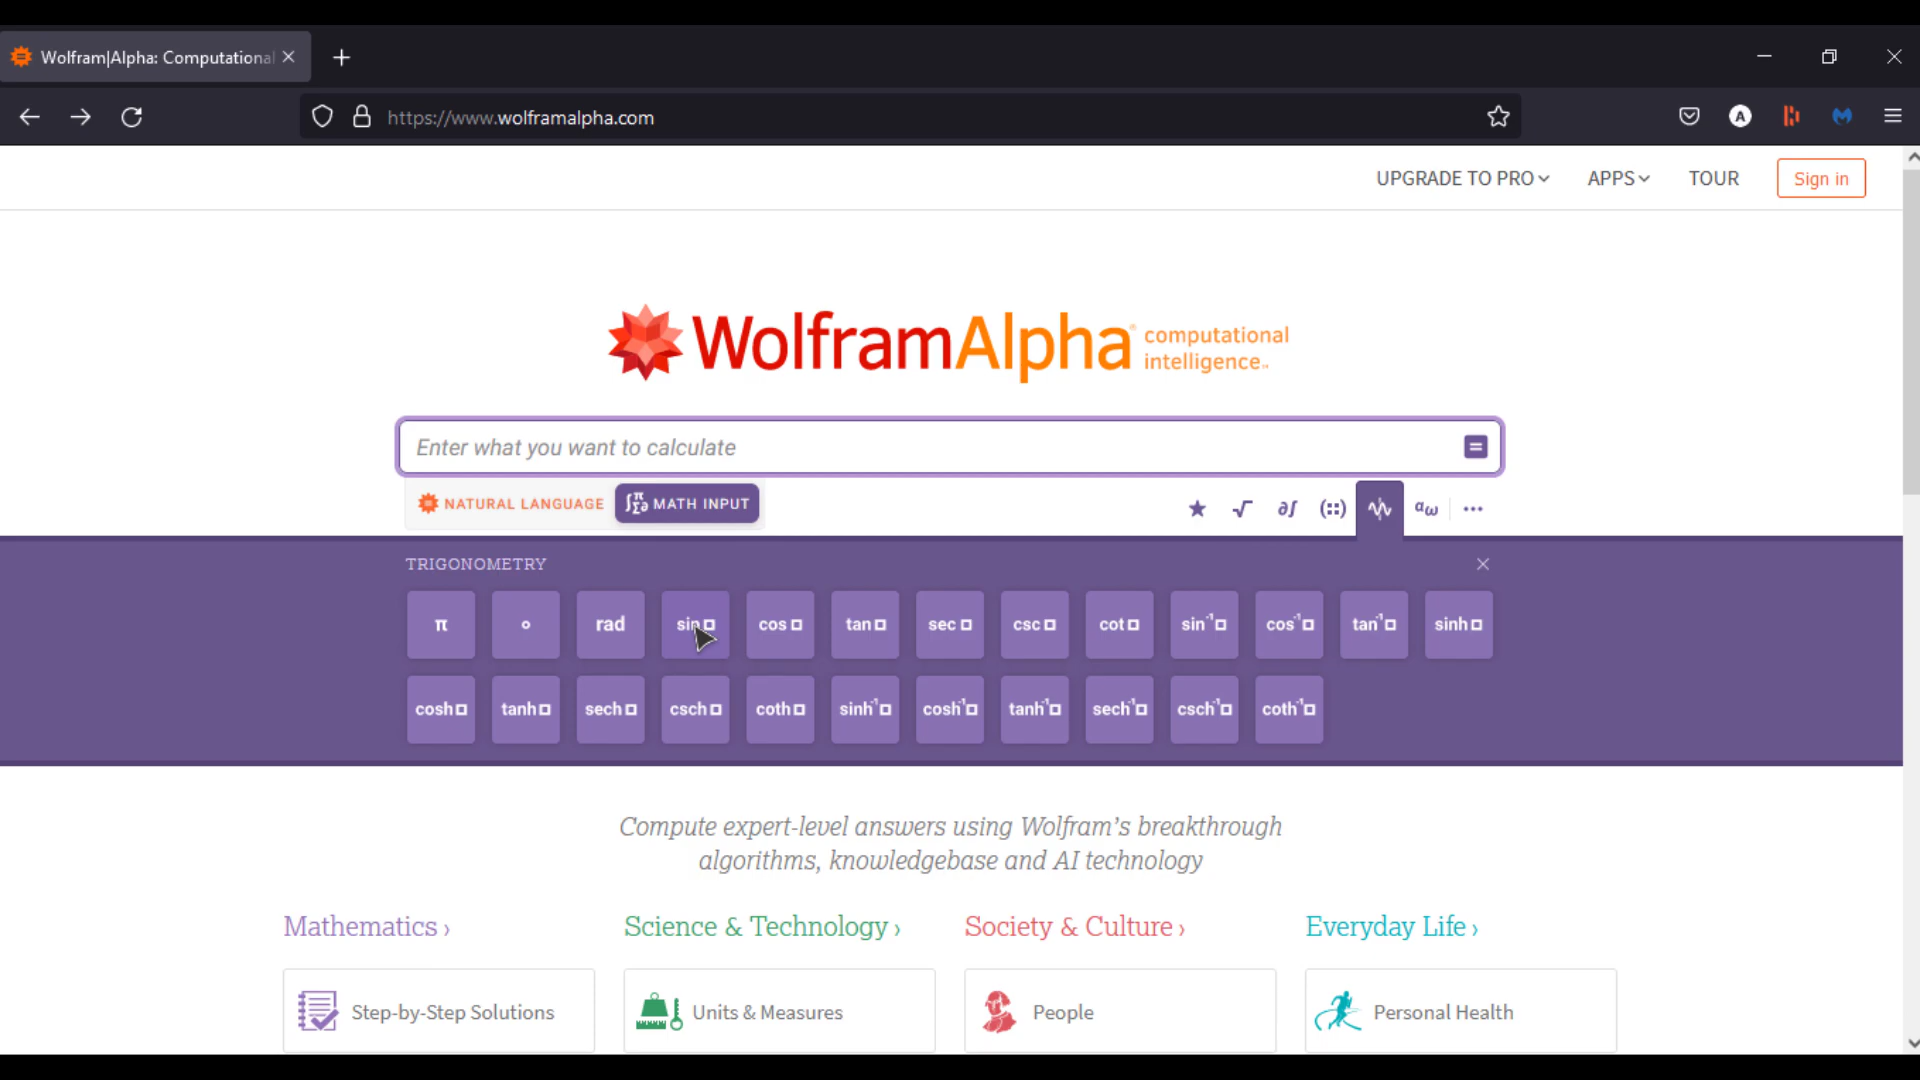 Wolfram|Alpha: Computational
https://www.wolframalpha.com
UPGRADE TO PRO APPS TOUR Sign in
WolframAlpha computational intelligence
Enter what you want to calculate =
NATURAL LANGUAGE ∫π Σ∂ MATH INPUT ★ √ ∂∫ (::) αω ...
TRIGONOMETRY
π ° rad sin□ cos□ tan□ sec□ csc□ cot□ sin⁻¹□ cos⁻¹□ tan⁻¹□ sinh□
cosh□ tanh□ sech□ csch□ coth□ sinh⁻¹□ cosh⁻¹□ tanh⁻¹□ sech⁻¹□ csch⁻¹□ coth⁻¹□
Compute expert-level answers using Wolfram's breakthrough
algorithms, knowledgebase and AI technology
Mathematics › Science & Technology › Society & Culture › Everyday Life ›
Step-by-Step Solutions Units & Measures People Personal Health